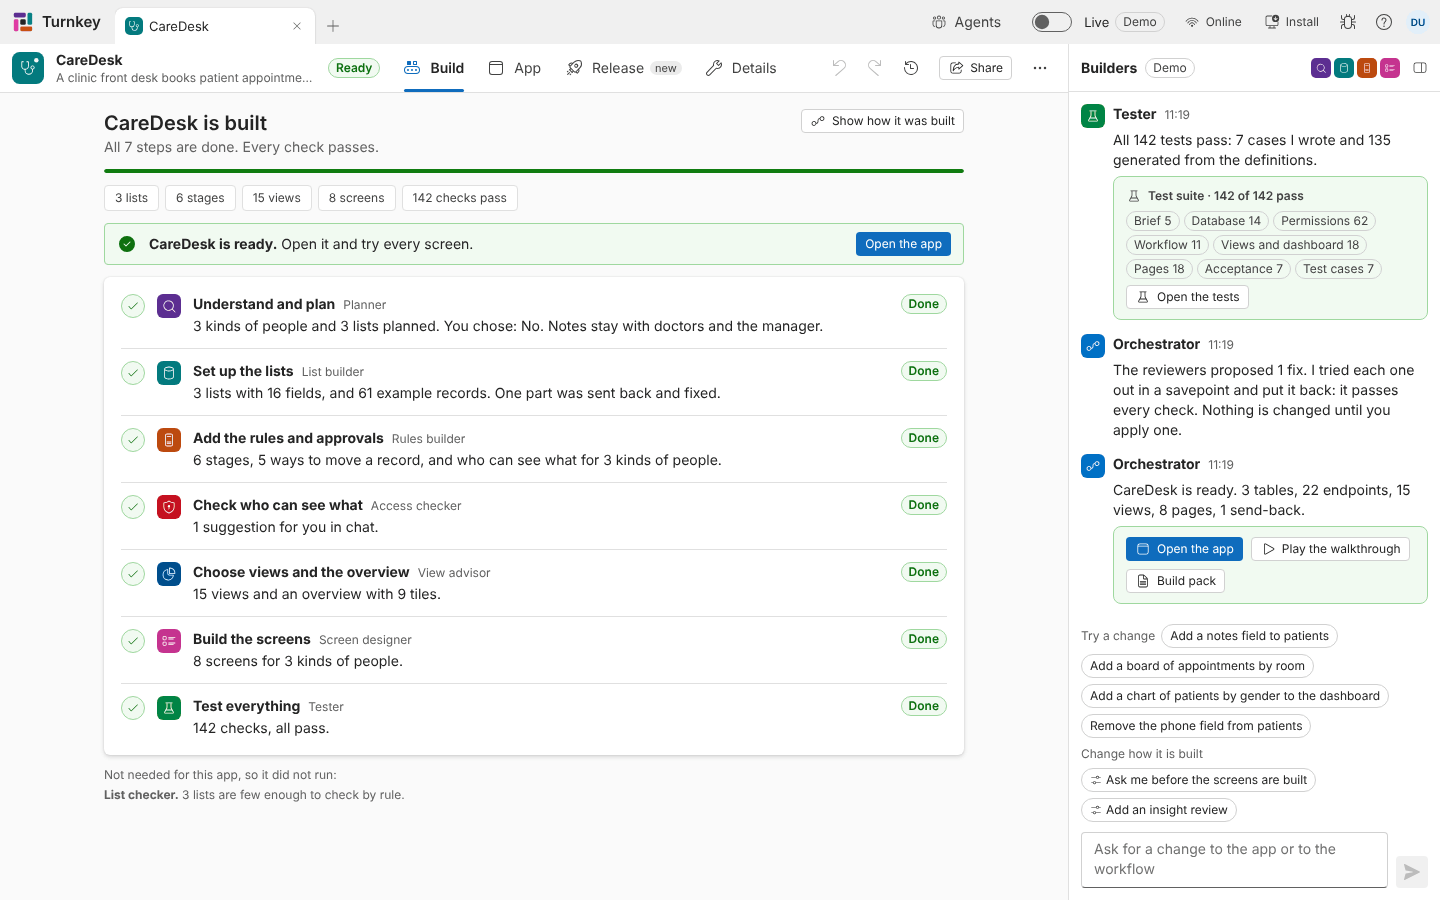 Turnkey
CareDesk
Agents
Live
Demo
Online
Install
DU
CareDesk
A clinic front desk books patient appointme...
Ready
Build
App
Release new
Details
Share
Builders
Demo
CareDesk is built
All 7 steps are done. Every check passes.
Show how it was built
3 lists
6 stages
15 views
8 screens
142 checks pass
CareDesk is ready. Open it and try every screen.
Open the app
Understand and plan Planner
Done
3 kinds of people and 3 lists planned. You chose: No. Notes stay with doctors and the manager.
Set up the lists List builder
Done
3 lists with 16 fields, and 61 example records. One part was sent back and fixed.
Add the rules and approvals Rules builder
Done
6 stages, 5 ways to move a record, and who can see what for 3 kinds of people.
Check who can see what Access checker
Done
1 suggestion for you in chat.
Choose views and the overview View advisor
Done
15 views and an overview with 9 tiles.
Build the screens Screen designer
Done
8 screens for 3 kinds of people.
Test everything Tester
Done
142 checks, all pass.
Not needed for this app, so it did not run:
List checker. 3 lists are few enough to check by rule.
Tester 11:19
All 142 tests pass: 7 cases I wrote and 135
generated from the definitions.
Test suite · 142 of 142 pass
Brief 5 Database 14 Permissions 62
Workflow 11 Views and dashboard 18
Pages 18 Acceptance 7 Test cases 7
Open the tests
Orchestrator 11:19
The reviewers proposed 1 fix. I tried each one
out in a savepoint and put it back: it passes
every check. Nothing is changed until you
apply one.
Orchestrator 11:19
CareDesk is ready. 3 tables, 22 endpoints, 15
views, 8 pages, 1 send-back.
Open the app
Play the walkthrough
Build pack
Try a change
Add a notes field to patients
Add a board of appointments by room
Add a chart of patients by gender to the dashboard
Remove the phone field from patients
Change how it is built
Ask me before the screens are built
Add an insight review
Ask for a change to the app or to the
workflow